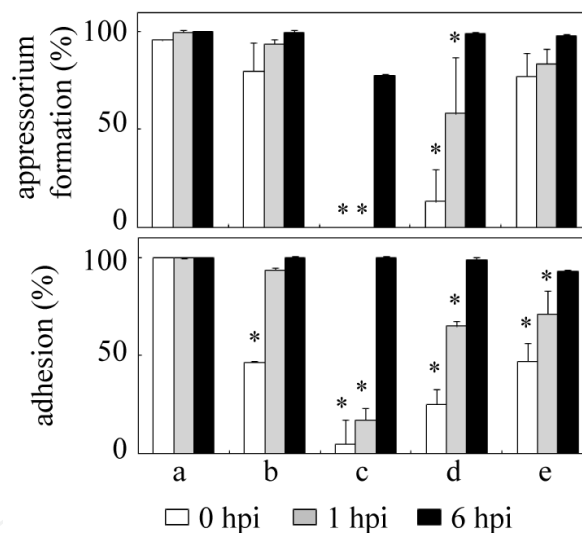 appressorium
formation (%)
100
50
0
* * * *
adhesion (%)
100
50
0
* * * * * * *
a b c d e
0 hpi 1 hpi 6 hpi